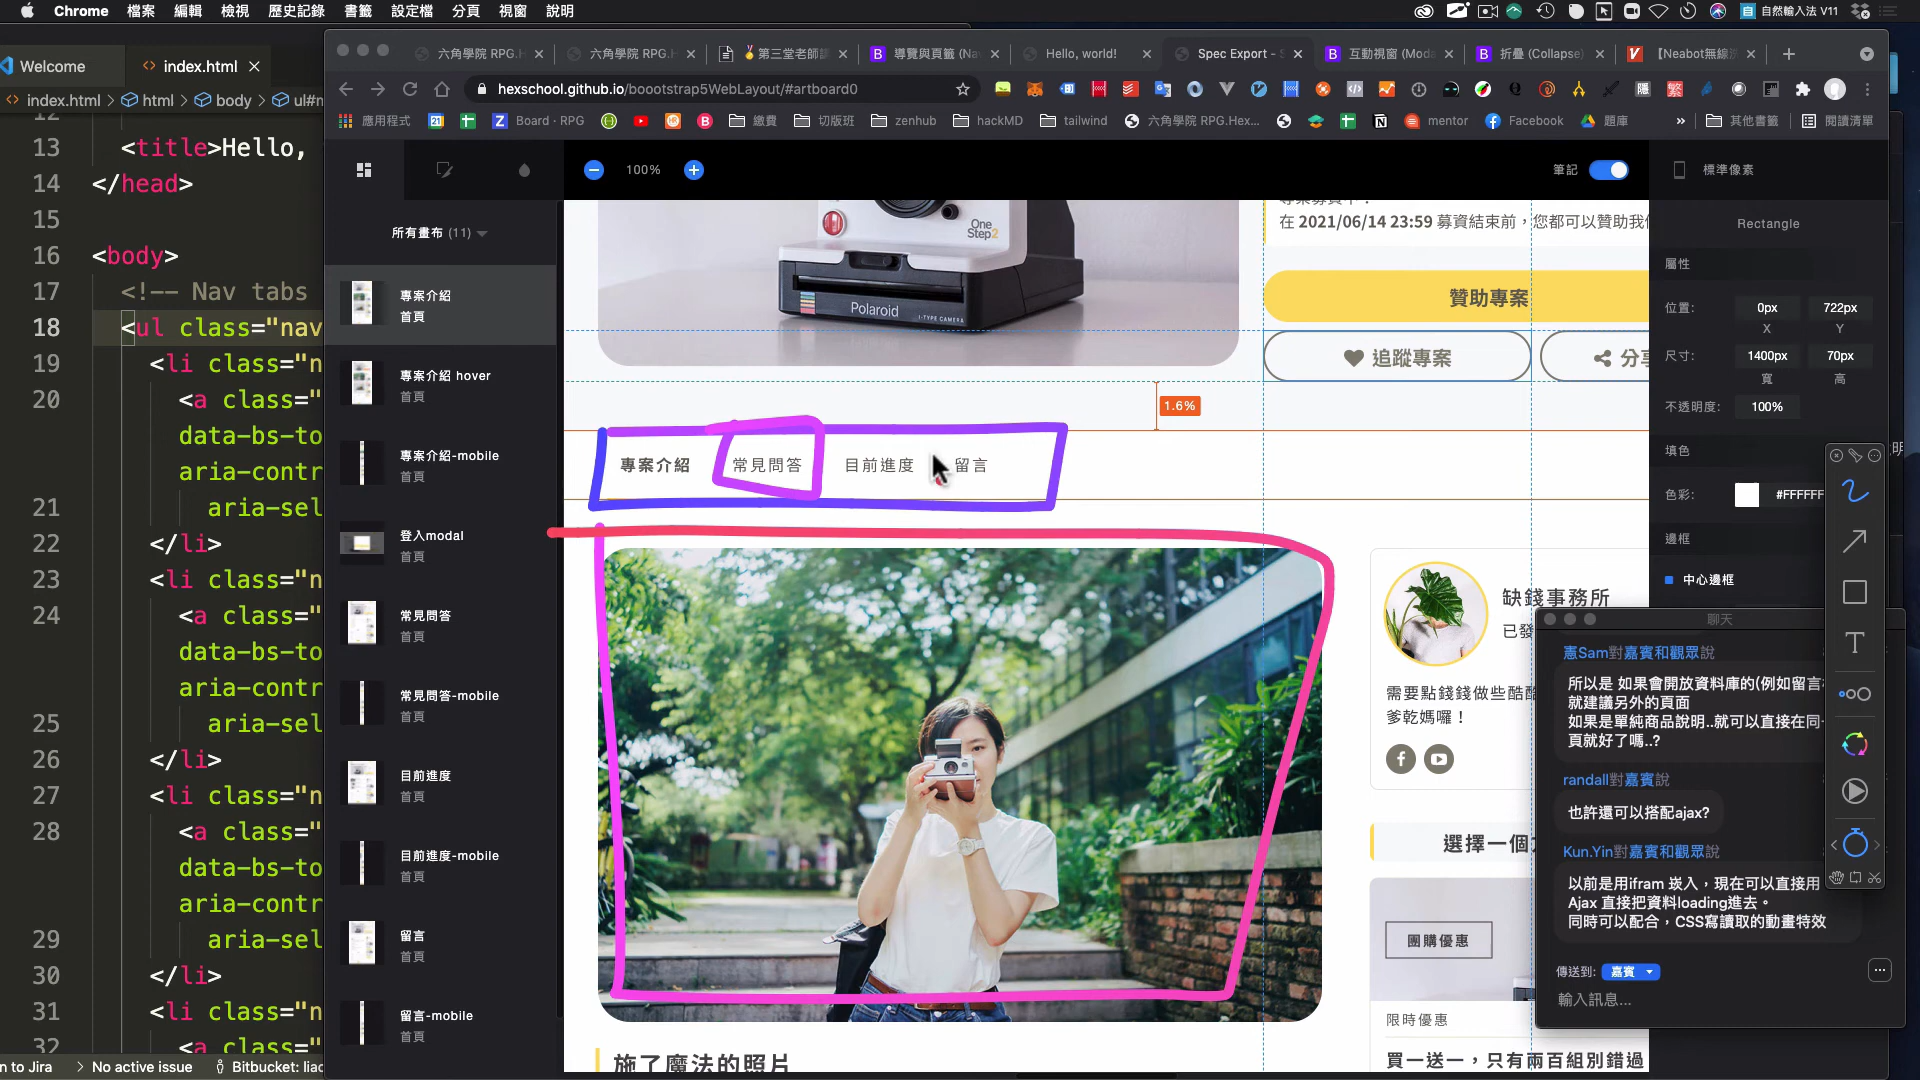 Chrome 檔案 編輯 檢視 歷史記錄 書籤 設定檔 分頁 視窗 說明
自然輸入法 V11
Welcome
index.html
index.html > html > body >
13 <title>Hello,
14 </head>
15
16 <body>
17 <!-- Nav tabs
18 <ul class="nav
19 <li class="n
20 <a class="
data-bs-to
aria-contr
21 aria-sel
22 </li>
23 <li class="n
24 <a class="
data-bs-to
aria-contr
25 aria-sel
26 </li>
27 <li class="n
28 <a class="
data-bs-to
aria-contr
29 aria-sel
30 </li>
31 <li class="n
32 <a class="
No active issue
Bitbucket:
六角學院 RPG.H
六角學院 RPG.H
第三堂老師
導覽與頁籤 (Na
Hello, world!
Spec Export - S
互動視窗 (Moda
折疊 (Collapse)
【Neabot無線
hexschool.github.io/boootstrap5WebLayout/#artboard0
應用程式
Board · RPG
繳費
切版班
zenhub
hackMD
tailwind
六角學院 RPG.Hex...
mentor
Facebook
題庫
»
其他書籤
閱讀清單
100%
筆記
標準像素
所有畫布 (11)
專案介紹
首頁
專案介紹 hover
首頁
專案介紹-mobile
首頁
登入modal
首頁
常見問答
首頁
常見問答-mobile
首頁
目前進度
首頁
目前進度-mobile
首頁
留言
首頁
留言-mobile
首頁
One
Step2
Polaroid
I-TYPE CAMERA
在 2021/06/14 23:59 募資結束前，您都可以贊助我
贊助專案
追蹤專案
分
1.6%
專案介紹 常見問答 目前進度 留言
缺錢事務所
已發
需要點錢錢做些酷酷
爹乾媽囉！
選擇一個
團購優惠
限時優惠
買一送一，只有兩百組別錯過
施了魔法的照片
Rectangle
屬性
位置: 0px 722px
X Y
尺寸: 1400px 70px
寬 高
不透明度: 100%
填色
色彩: #FFFFFF
邊框
中心邊框
聊天
憲Sam對嘉賓和觀眾說
所以是 如果會開放資料庫的(例如留言
就建議另外的頁面
如果是單純商品說明..就可以直接在同一
頁就好了嗎..?
randall對嘉賓說
也許還可以搭配ajax?
Kun.Yin對嘉賓和觀眾說
以前是用ifram 崁入，現在可以直接用
Ajax 直接把資料loading進去。
同時可以配合，CSS寫讀取的動畫特效
傳送到: 嘉賓
輸入訊息...